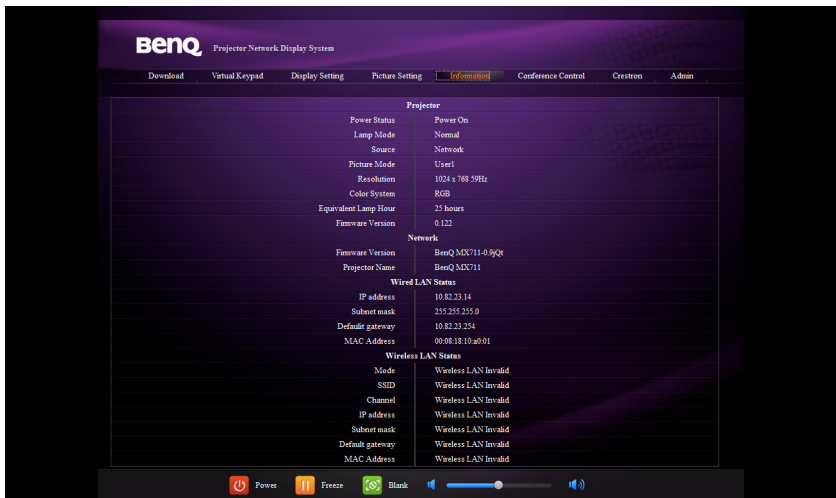 BenQ Projector Network Display System
Download Virtual Keypad Display Setting Picture Setting Information Conference Control Crestron Admin
Projector
Power Status Power On
Lamp Mode Normal
Source Network
Picture Mode User1
Resolution 1024 x 768 59Hz
Color System RGB
Equivalent Lamp Hour 25 hours
Firmware Version 0.122
Network
Firmware Version BenQ MX711-0.9jQt
Projector Name BenQ MX711
Wired LAN Status
IP address 10.82.23.14
Subnet mask 255.255.255.0
Defaulit gateway 10.82.23.254
MAC Address 00:08:18:10:a0:01
Wireless LAN Status
Mode Wireless LAN Invalid
SSID Wireless LAN Invalid
Channel Wireless LAN Invalid
IP address Wireless LAN Invalid
Subnet mask Wireless LAN Invalid
Default gateway Wireless LAN Invalid
MAC Address Wireless LAN Invalid
Power Freeze Blank